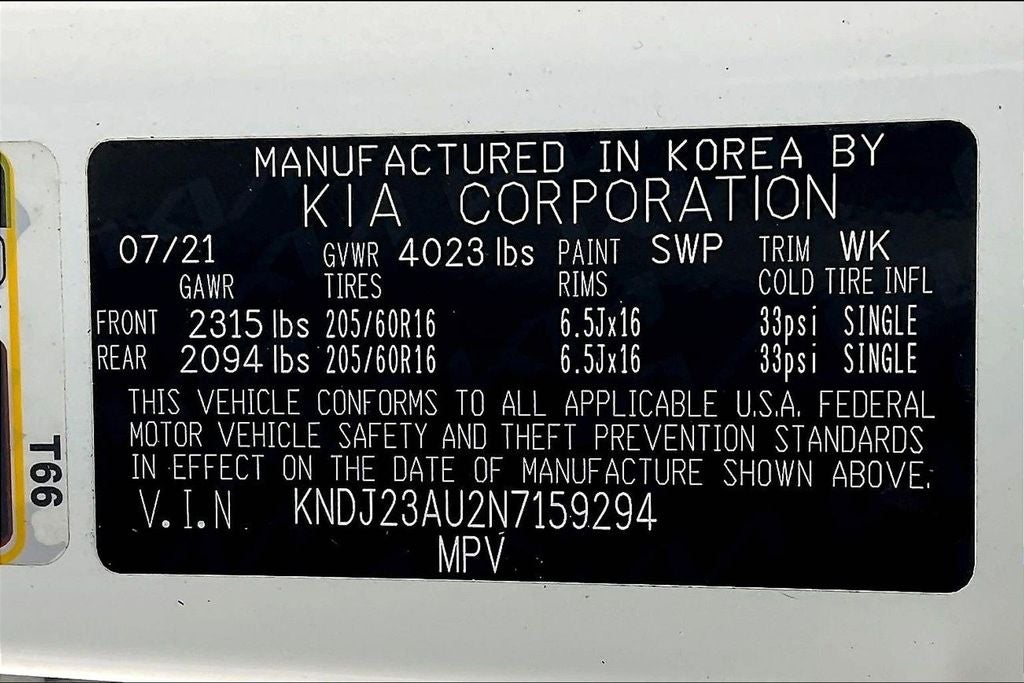 MANUFACTURED IN KOREA BY
KIA CORPORATION
07/21 GVWR 4023 lbs PAINT SWP TRIM WK
GAWR TIRES RIMS COLD TIRE INFL
FRONT 2315 lbs 205/60R16 6.5Jx16 33psi SINGLE
REAR 2094 lbs 205/60R16 6.5Jx16 33psi SINGLE
THIS VEHICLE CONFORMS TO ALL APPLICABLE U.S.A. FEDERAL
MOTOR VEHICLE SAFETY AND THEFT PREVENTION STANDARDS
IN EFFECT ON THE DATE OF MANUFACTURE SHOWN ABOVE.
V.I.N KNDJ23AU2N7159294
MPV
T66